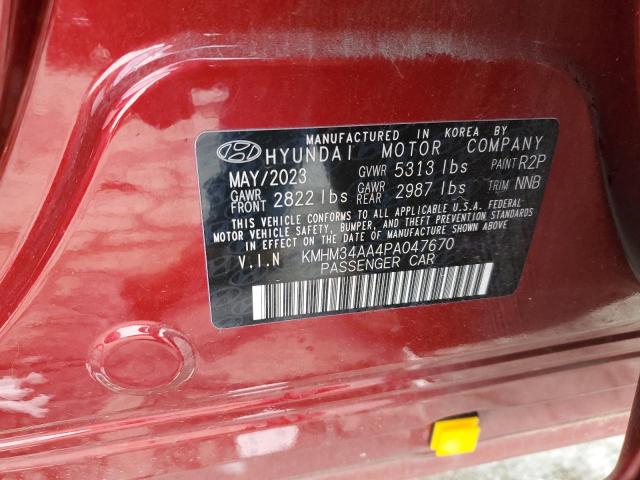 MANUFACTURED IN KOREA BY
HYUNDAI MOTOR COMPANY
MAY/2023 GVWR 5313 lbs PAINT R2P
GAWR FRONT 2822 lbs GAWR REAR 2987 lbs TRIM NNB
THIS VEHICLE CONFORMS TO ALL APPLICABLE U.S.A. FEDERAL
MOTOR VEHICLE SAFETY, BUMPER, AND THEFT PREVENTION STANDARDS
IN EFFECT ON THE DATE OF MANUFACTURE SHOWN ABOVE.
V.I.N KMHM34AA4PA047670
PASSENGER CAR